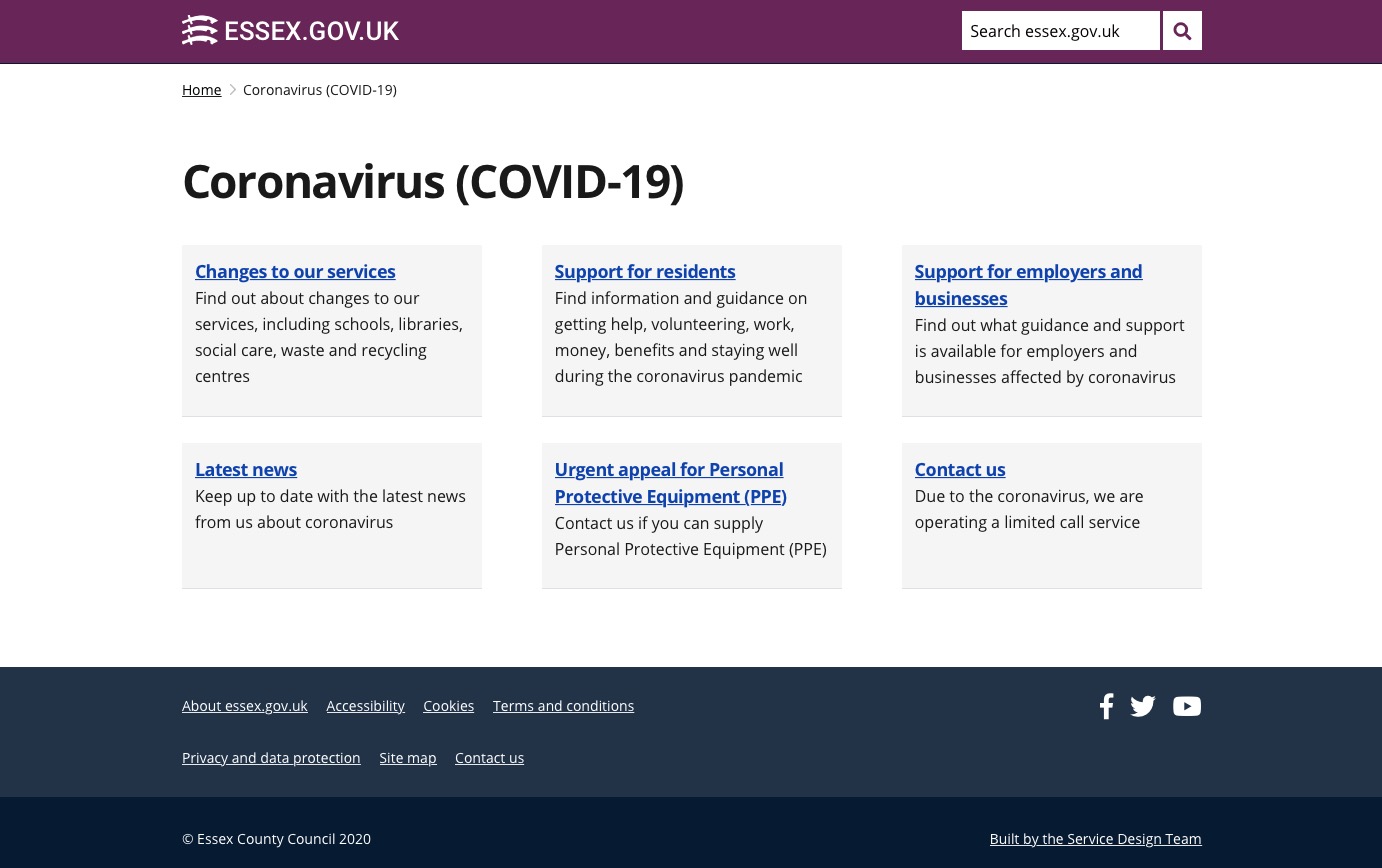 ESSEX.GOV.UK
Search essex.gov.uk
Home
Coronavirus (COVID-19)
Coronavirus (COVID-19)
Changes to our services
Find out about changes to our
services, including schools, libraries,
social care, waste and recycling
centres
Support for residents
Find information and guidance on
getting help, volunteering, work,
money, benefits and staying well
during the coronavirus pandemic
Support for employers and
businesses
Find out what guidance and support
is available for employers and
businesses affected by coronavirus
Latest news
Keep up to date with the latest news
from us about coronavirus
Urgent appeal for Personal
Protective Equipment (PPE)
Contact us if you can supply
Personal Protective Equipment (PPE)
Contact us
Due to the coronavirus, we are
operating a limited call service
About essex.gov.uk Accessibility Cookies Terms and conditions
Privacy and data protection Site map Contact us
© Essex County Council 2020
Built by the Service Design Team